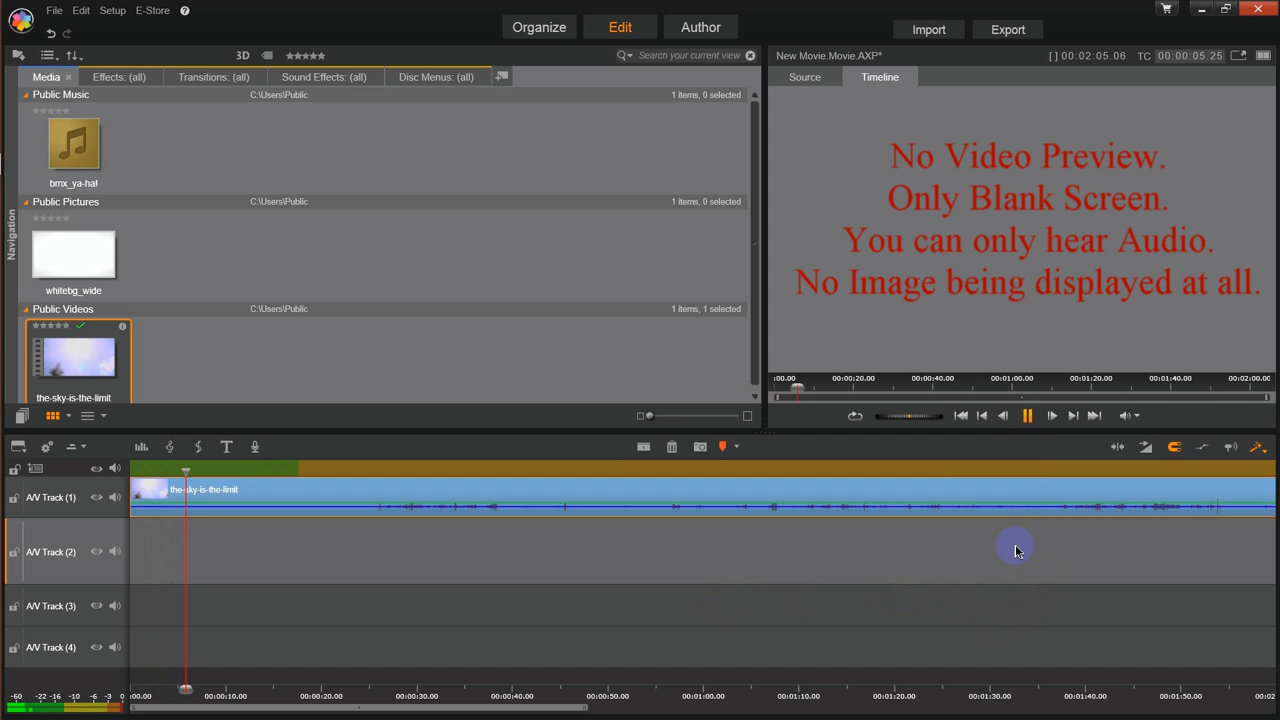 File Edit Setup E-Store
Organize Edit Author Import Export
3D Search your current view New Movie.Movie.AXP* [ ] 00:02:05.06 TC 00:00:05.25
Media × Effects: (all) Transitions: (all) Sound Effects: (all) Disc Menus: (all) Source Timeline
Public Music C:\Users\Public 1 items, 0 selected
bmx_ya-ha!
Public Pictures C:\Users\Public 1 items, 0 selected
whitebg_wide
Public Videos C:\Users\Public 1 items, 1 selected
the-sky-is-the-limit
Navigation
No Video Preview.
Only Blank Screen.
You can only hear Audio.
No Image being displayed at all.
:00.00 00:00:20.00 00:00:40.00 00:01:00.00 00:01:20.00 00:01:40.00 00:02:00.00
A/V Track (1) the-sky-is-the-limit
A/V Track (2)
A/V Track (3)
A/V Track (4)
-60 -22 -16 -10 -6 -3 0 :00.00 00:00:10.00 00:00:20.00 00:00:30.00 00:00:40.00 00:00:50.00 00:01:00.00 00:01:10.00 00:01:20.00 00:01:30.00 00:01:40.00 00:01:50.00 00:02